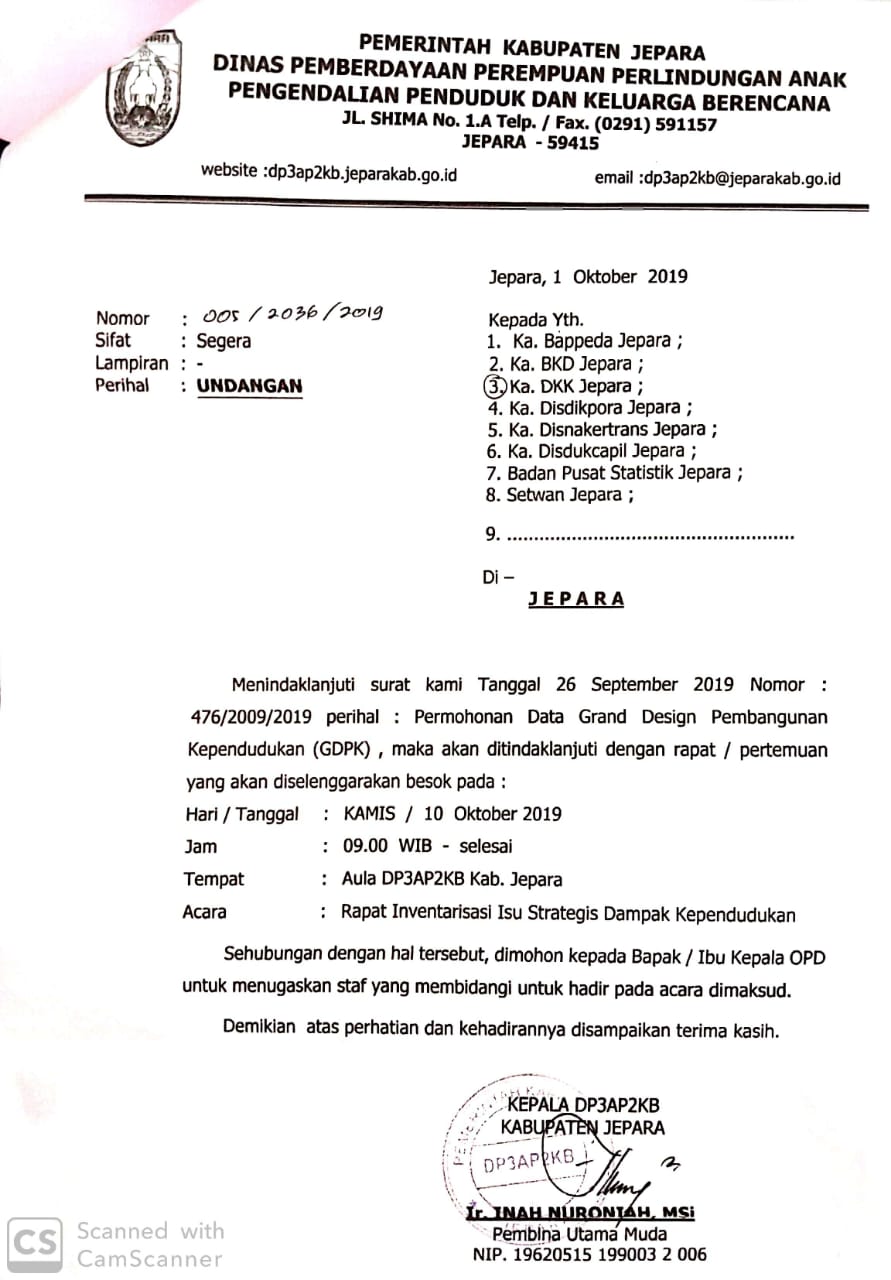 PEMERINTAH KABUPATEN JEPARA
DINAS PEMBERDAYAAN PEREMPUAN PERLINDUNGAN ANAK
PENGENDALIAN PENDUDUK DAN KELUARGA BERENCANA
JL. SHIMA No. 1.A Telp. / Fax. (0291) 591157
JEPARA - 59415
website :dp3ap2kb.jeparakab.go.id email :dp3ap2kb@jeparakab.go.id
Jepara, 1 Oktober 2019
Nomor : 005 / 2036 / 2019
Sifat : Segera
Lampiran : -
Perihal : UNDANGAN
Kepada Yth.
1. Ka. Bappeda Jepara ;
2. Ka. BKD Jepara ;
3. Ka. DKK Jepara ;
4. Ka. Disdikpora Jepara ;
5. Ka. Disnakertrans Jepara ;
6. Ka. Disdukcapil Jepara ;
7. Badan Pusat Statistik Jepara ;
8. Setwan Jepara ;
9. ......................................................
Di –
J E P A R A
Menindaklanjuti surat kami Tanggal 26 September 2019 Nomor :
476/2009/2019 perihal : Permohonan Data Grand Design Pembangunan
Kependudukan (GDPK) , maka akan ditindaklanjuti dengan rapat / pertemuan
yang akan diselenggarakan besok pada :
Hari / Tanggal : KAMIS / 10 Oktober 2019
Jam : 09.00 WIB - selesai
Tempat : Aula DP3AP2KB Kab. Jepara
Acara : Rapat Inventarisasi Isu Strategis Dampak Kependudukan
Sehubungan dengan hal tersebut, dimohon kepada Bapak / Ibu Kepala OPD
untuk menugaskan staf yang membidangi untuk hadir pada acara dimaksud.
Demikian atas perhatian dan kehadirannya disampaikan terima kasih.
KEPALA DP3AP2KB
KABUPATEN JEPARA
DP3AP2KB
Ir. INAH NURONIAH, MSi
Pembina Utama Muda
NIP. 19620515 199003 2 006
CS Scanned with
CamScanner